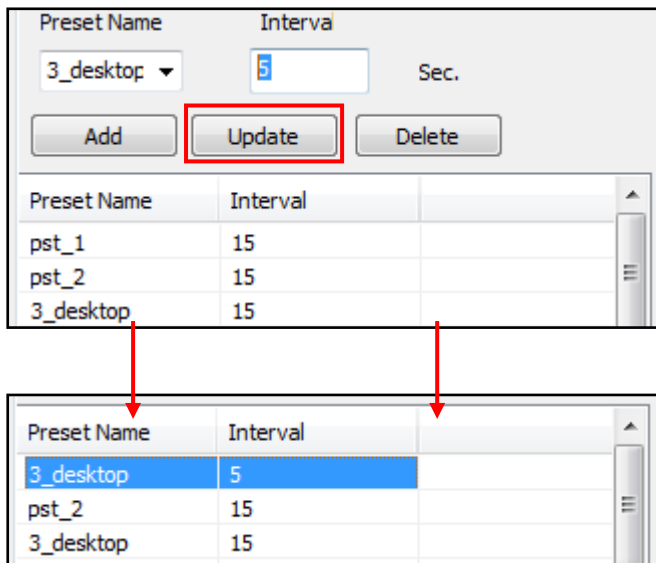 Preset Name Interva
3_desktop 5 Sec.
Add Update Delete
Preset Name Interval
pst_1 15
pst_2 15
3_desktop 15
Preset Name Interval
3_desktop 5
pst_2 15
3_desktop 15